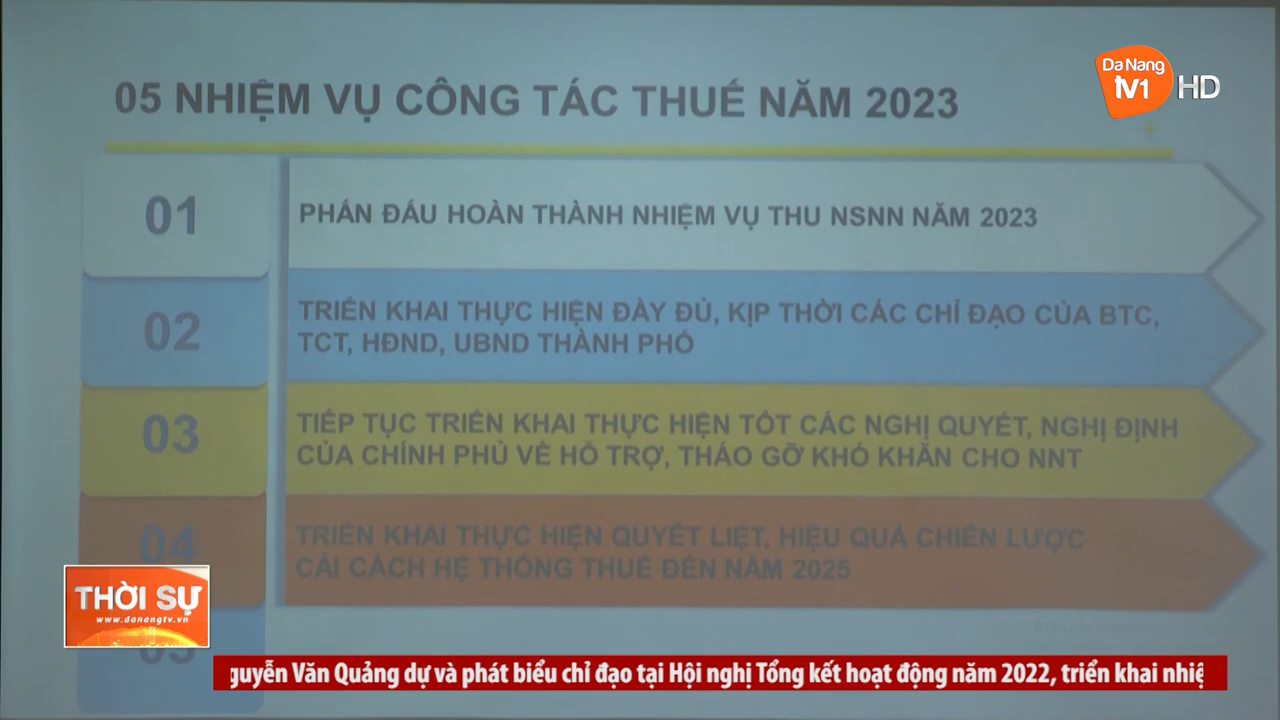 05 NHIỆM VỤ CÔNG TÁC THUẾ NĂM 2023
Da Nang
TV1 HD
01
PHẤN ĐẤU HOÀN THÀNH NHIỆM VỤ THU NSNN NĂM 2023
02
TRIỂN KHAI THỰC HIỆN ĐẦY ĐỦ, KỊP THỜI CÁC CHỈ ĐẠO CỦA BTC,
TCT, HĐND, UBND THÀNH PHỐ
03
TIẾP TỤC TRIỂN KHAI THỰC HIỆN TỐT CÁC NGHỊ QUYẾT, NGHỊ ĐỊNH
CỦA CHÍNH PHỦ VỀ HỖ TRỢ, THÁO GỠ KHÓ KHĂN CHO NNT
04
TRIỂN KHAI THỰC HIỆN QUYẾT LIỆT, HIỆU QUẢ CHIẾN LƯỢC
CẢI CÁCH HỆ THỐNG THUẾ ĐẾN NĂM 2025
THỜI SỰ
www.danangtv.vn
05
guyễn Văn Quảng dự và phát biểu chỉ đạo tại Hội nghị Tổng kết hoạt động năm 2022, triển khai nhiệ